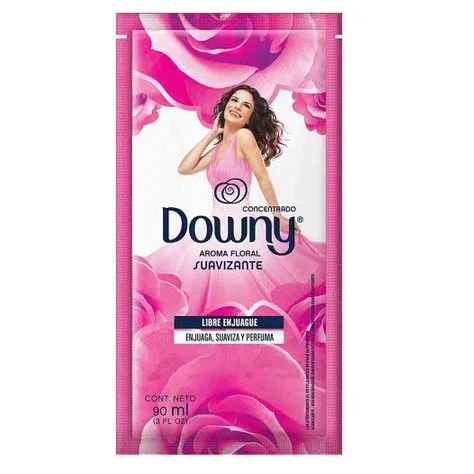 CONCENTRADO
Downy®
AROMA FLORAL
SUAVIZANTE
LIBRE ENJUAGUE
ENJUAGA, SUAVIZA Y PERFUMA
CONT. NETO
90 ml
(3 FL OZ)